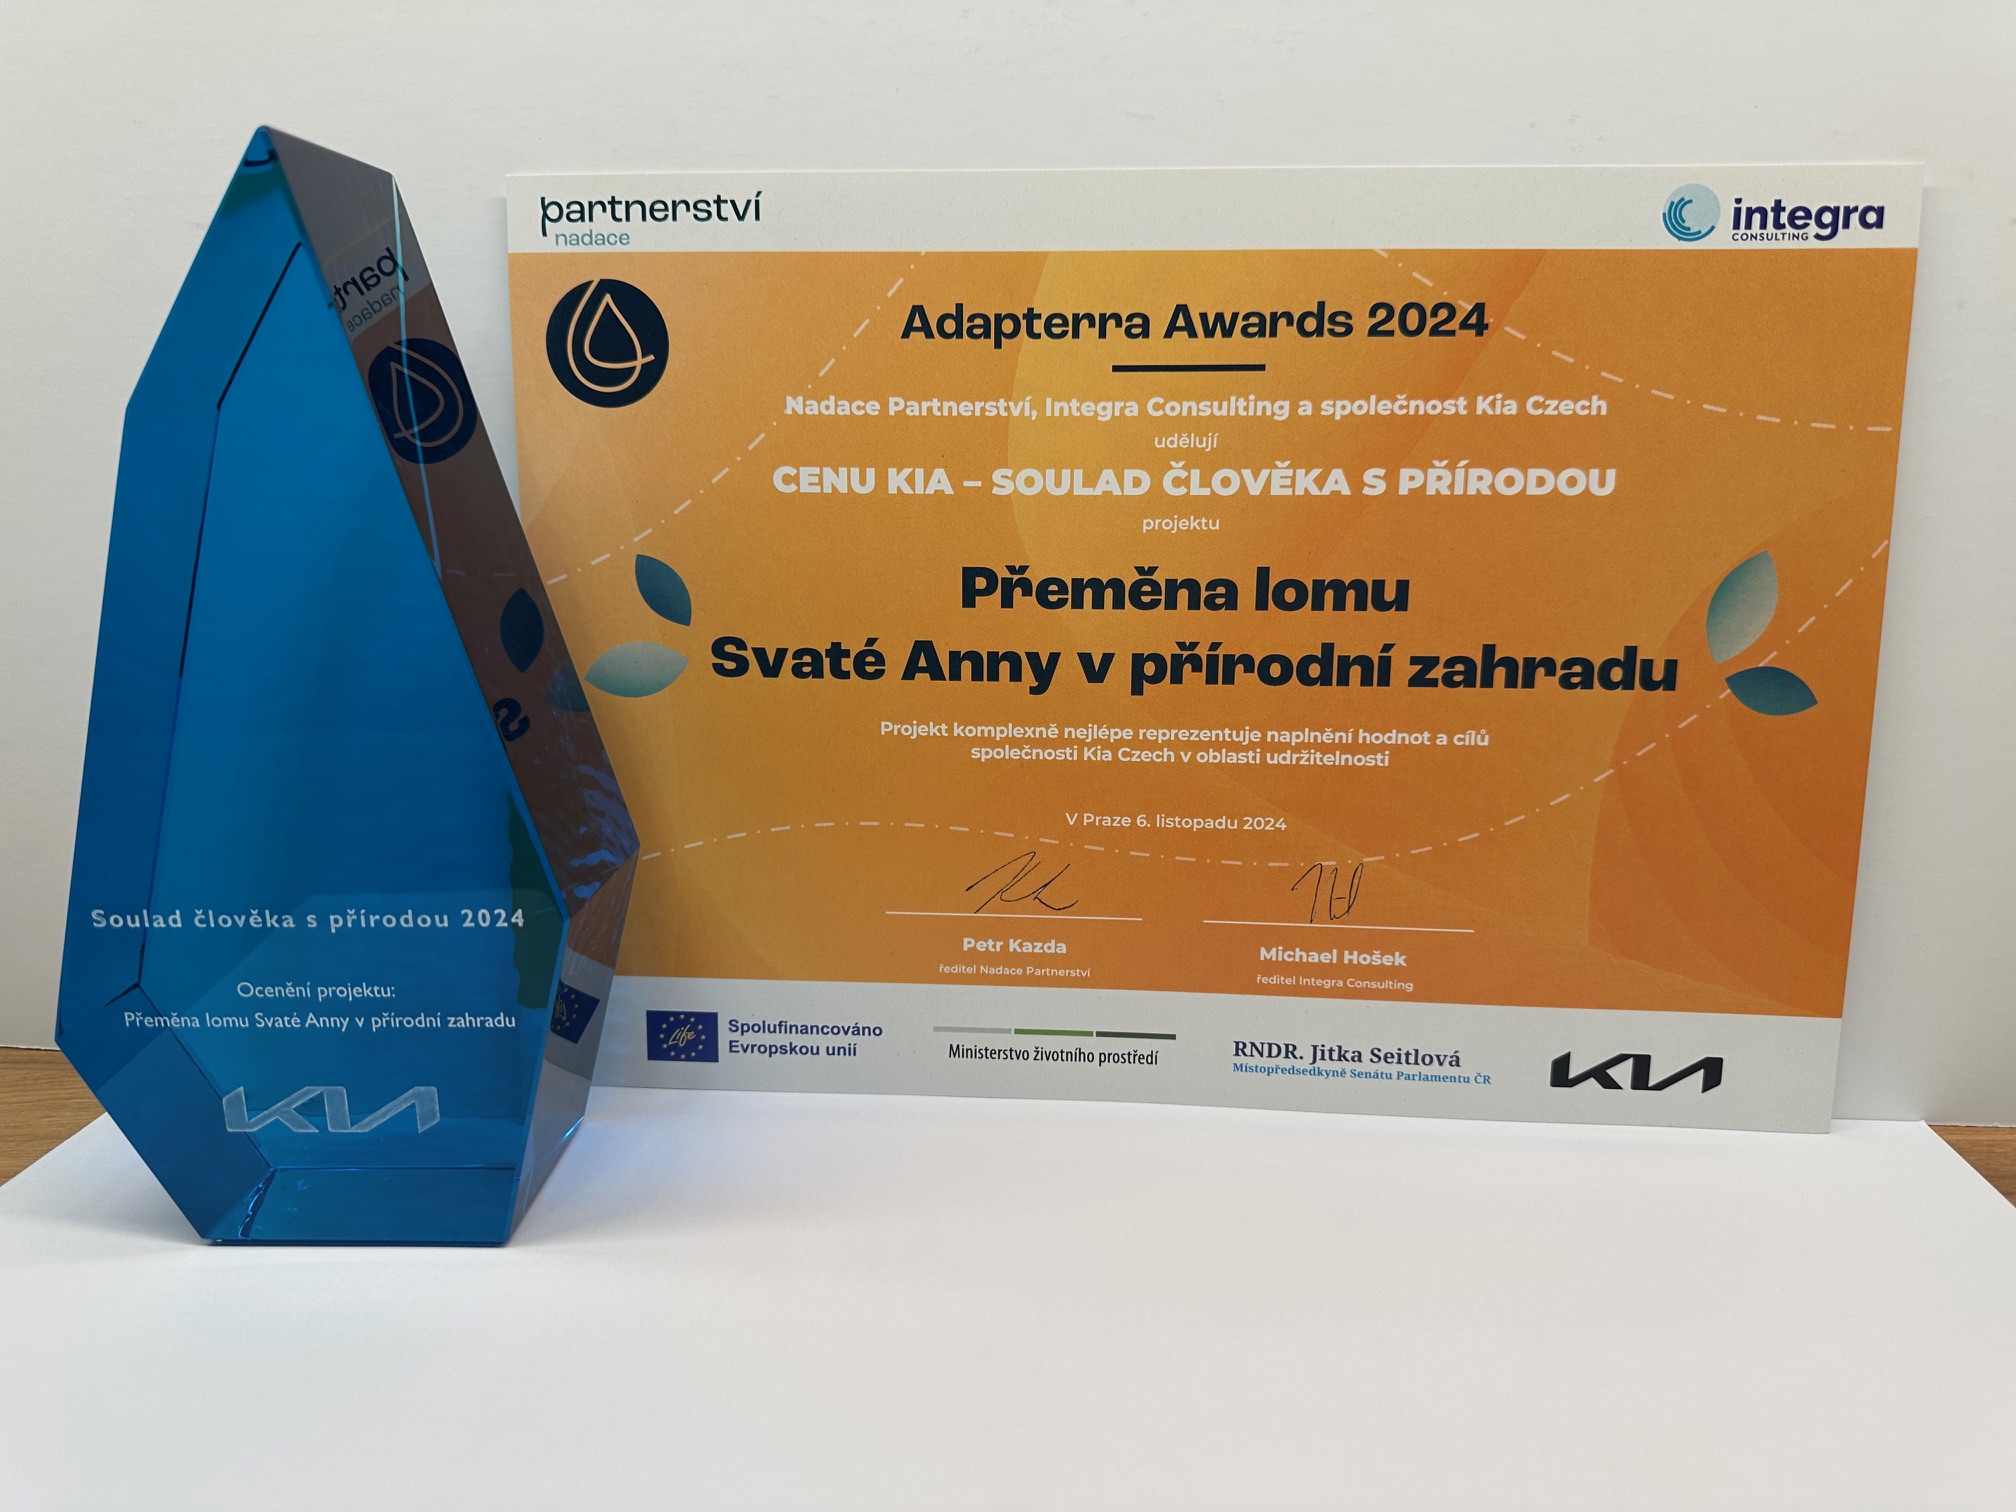 partnerství
nadace
integra
CONSULTING
Adapterra Awards 2024
Nadace Partnerství, Integra Consulting a společnost Kia Czech
udělují
CENU KIA – SOULAD ČLOVĚKA S PŘÍRODOU
projektu
Přeměna lomu
Svaté Anny v přírodní zahradu
Projekt komplexně nejlépe reprezentuje naplnění hodnot a cílů
společnosti Kia Czech v oblasti udržitelnosti
V Praze 6. listopadu 2024
Petr Kazda
ředitel Nadace Partnerství
Michael Hošek
ředitel Integra Consulting
Life
Spolufinancováno
Evropskou unií
Ministerstvo životního prostředí
RNDR. Jitka Seitlová
Místopředsedkyně Senátu Parlamentu ČR
KIA
Soulad člověka s přírodou 2024
Ocenění projektu:
Přeměna lomu Svaté Anny v přírodní zahradu
KIA